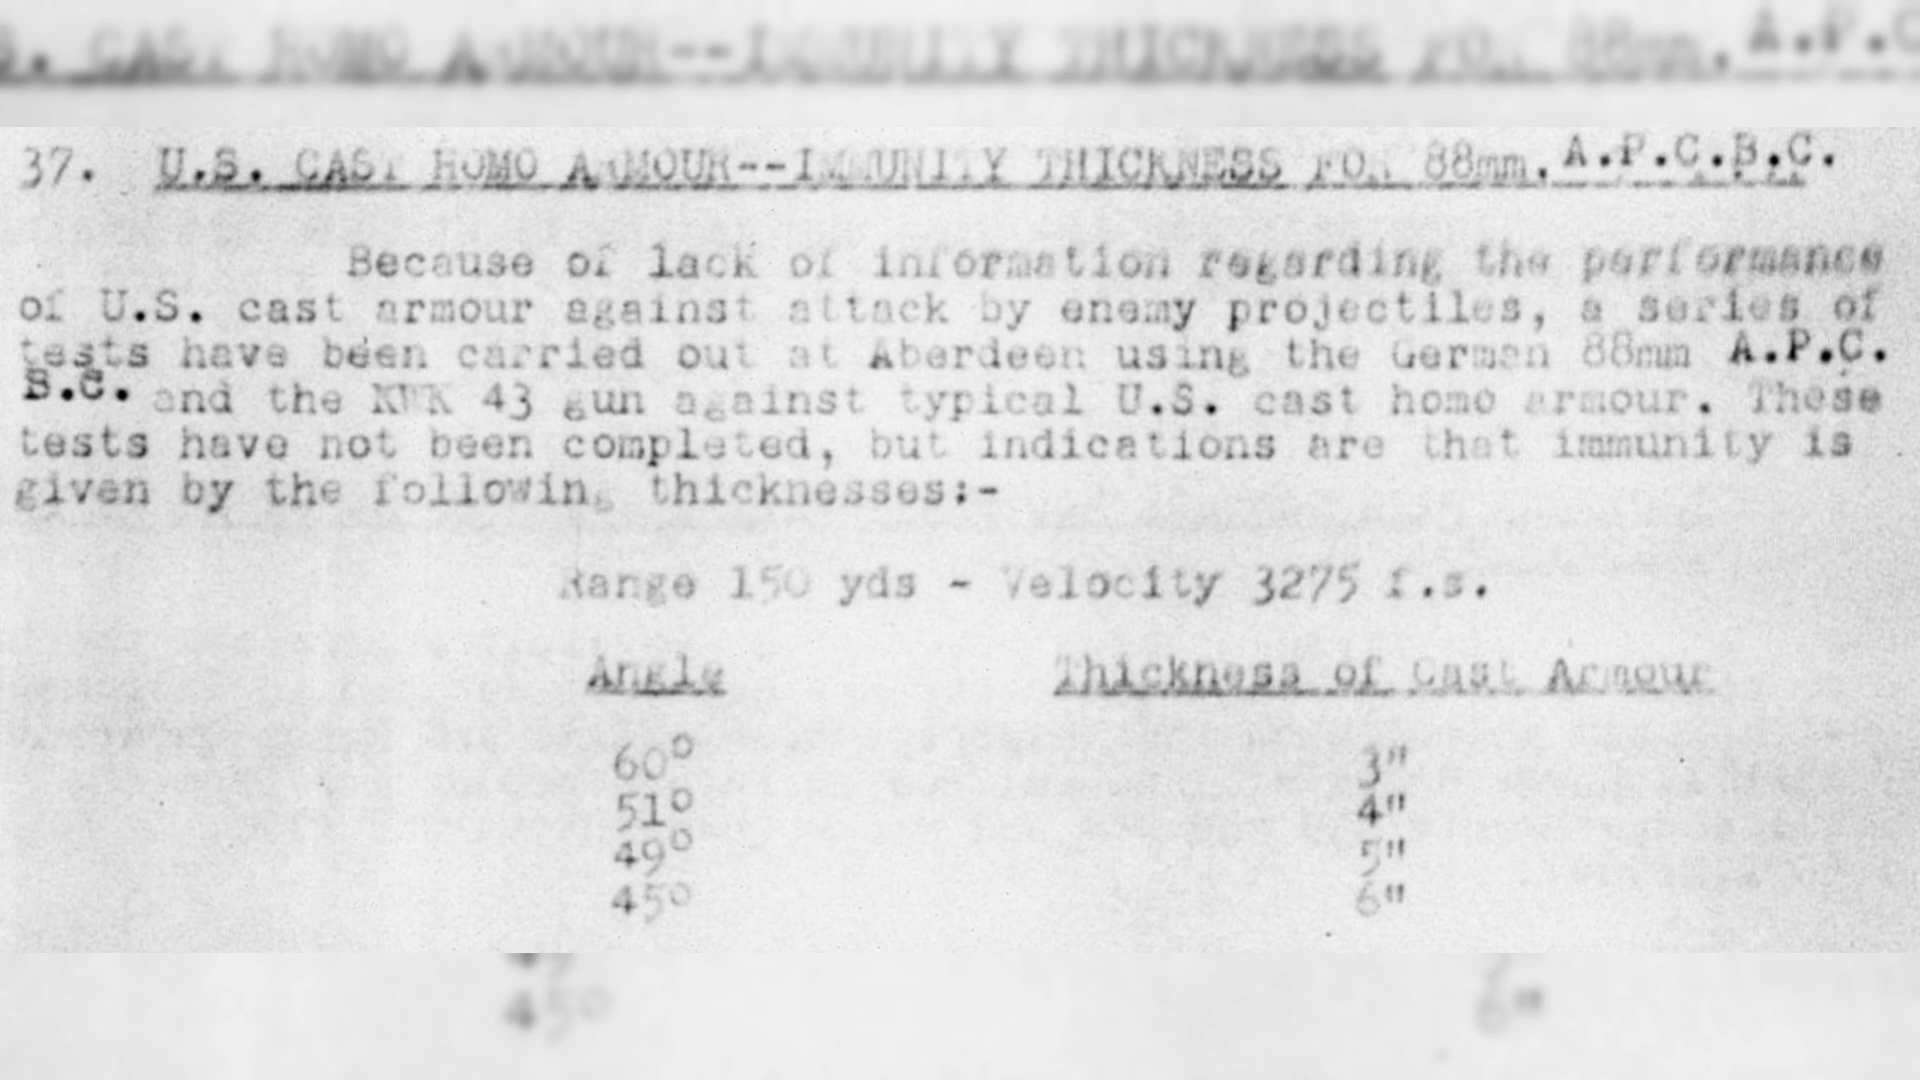 37. U.S. CAST HOMO ARMOUR--IMMUNITY THICKNESS FOR 88mm. A.P.C.B.C.
Because of lack of information regarding the performance
of U.S. cast armour against attack by enemy projectiles, a series of
tests have been carried out at Aberdeen using the German 88mm A.P.C.
B.C. and the KWK 43 gun against typical U.S. cast homo armour. These
tests have not been completed, but indications are that immunity is
given by the following thicknesses:-
Range 150 yds - Velocity 3275 f.s.
Angle Thickness of Cast Armour
60° 3"
51° 4"
49° 5"
45° 6"